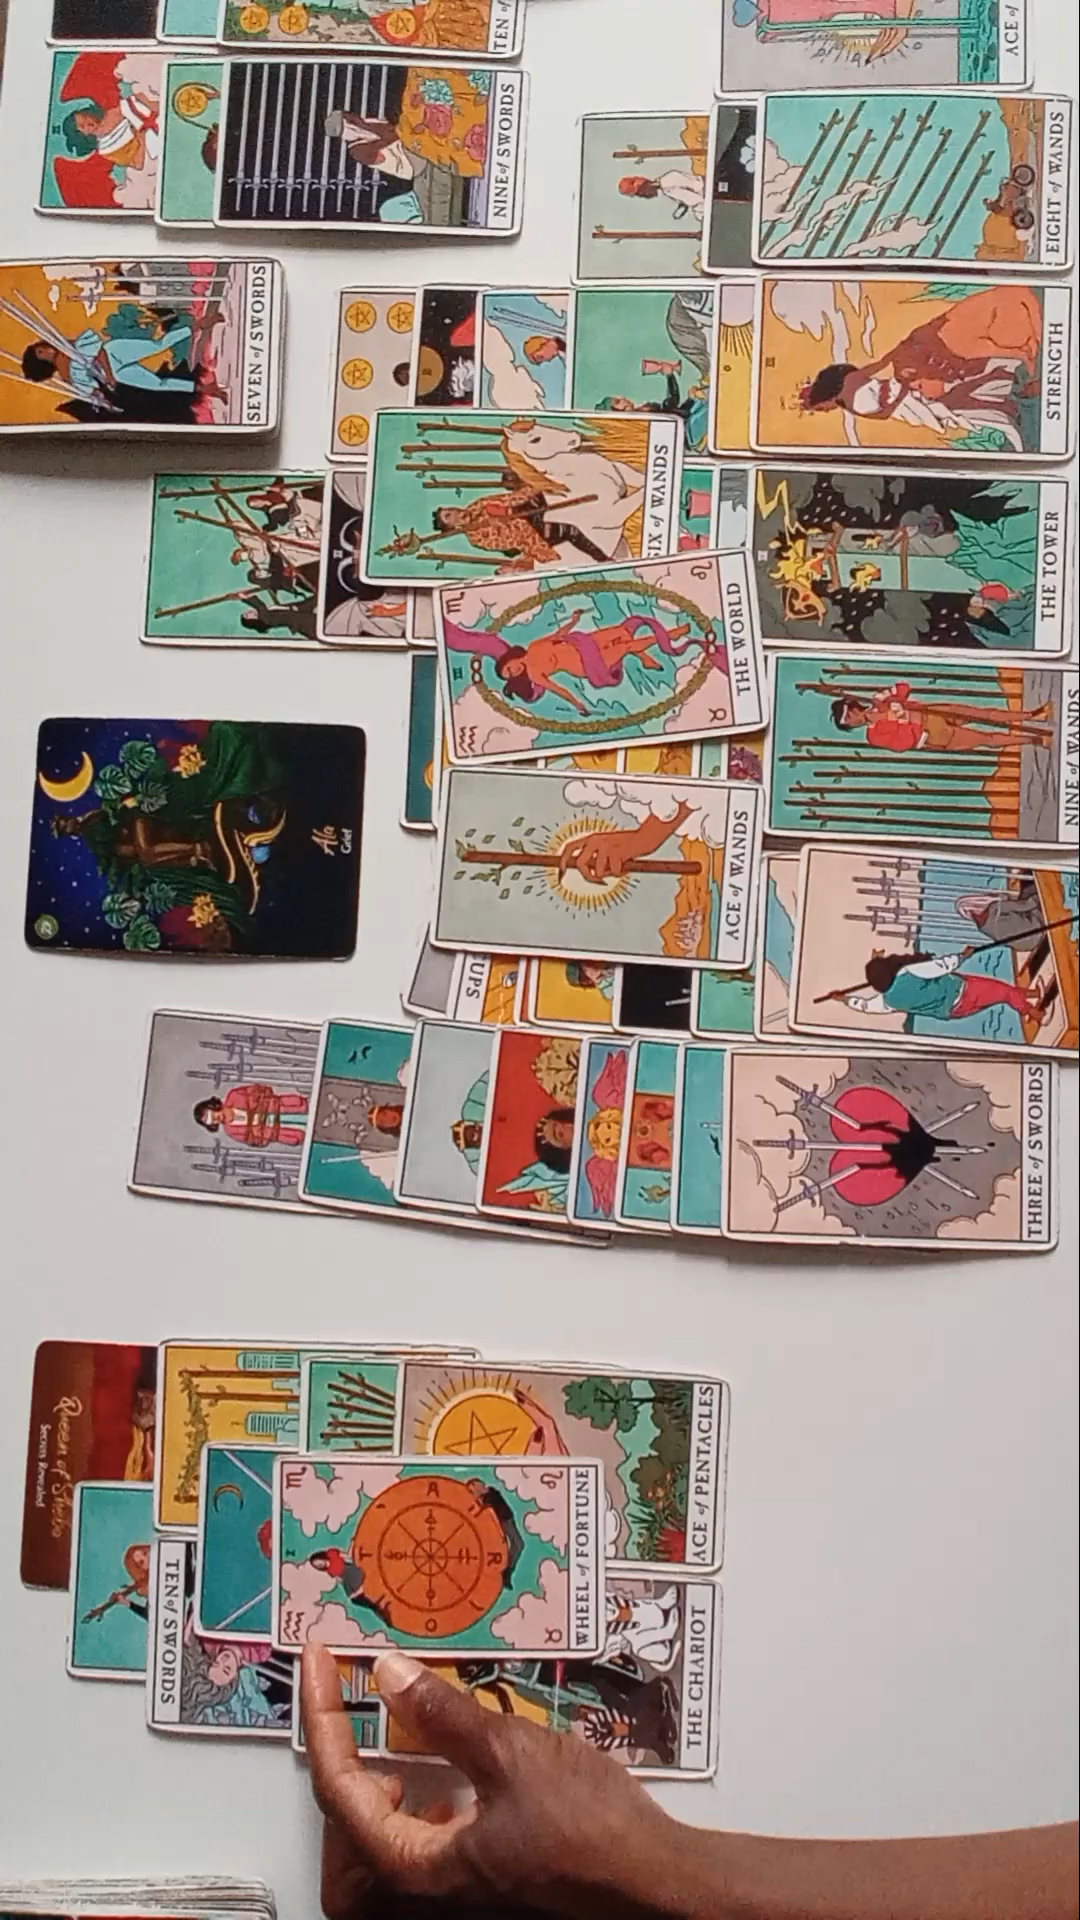 TEN of
ACE of
NINE of SWORDS
EIGHT of WANDS
SEVEN of SWORDS
STRENGTH
SIX of WANDS
THE TOWER
THE WORLD
NINE of WANDS
Ala
Grief
ACE of WANDS
CUPS
THREE of SWORDS
Queen of Sheba
Secrets Revealed
ACE of PENTACLES
WHEEL of FORTUNE
T
A
R
O
TEN of SWORDS
THE CHARIOT